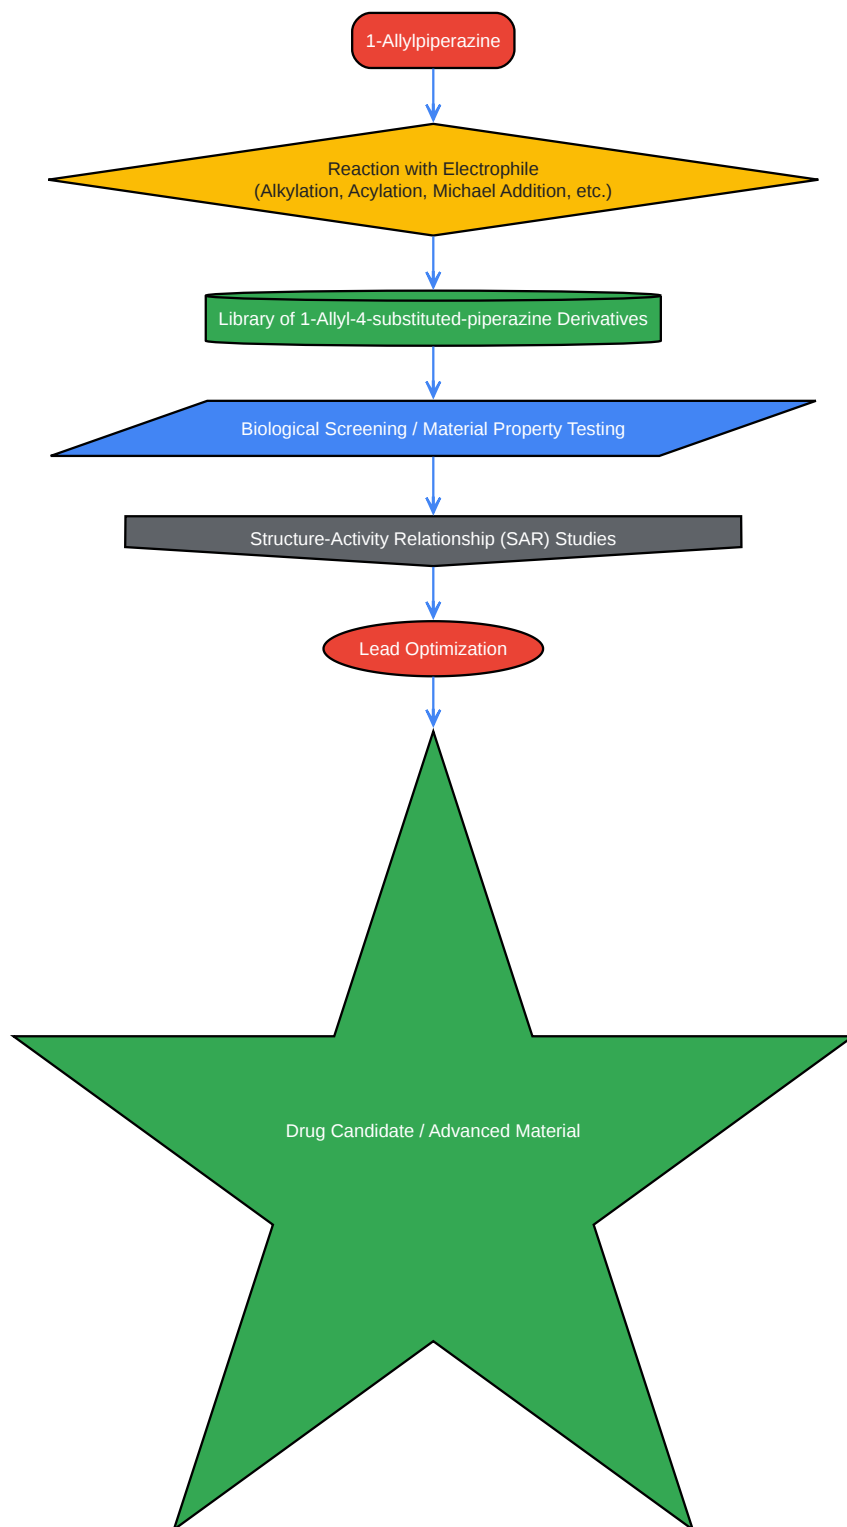 1-Allylpiperazine
Reaction with Electrophile
(Alkylation, Acylation, Michael Addition, etc.)
Library of 1-Allyl-4-substituted-piperazine Derivatives
Biological Screening / Material Property Testing
Structure-Activity Relationship (SAR) Studies
Lead Optimization
Drug Candidate / Advanced Material